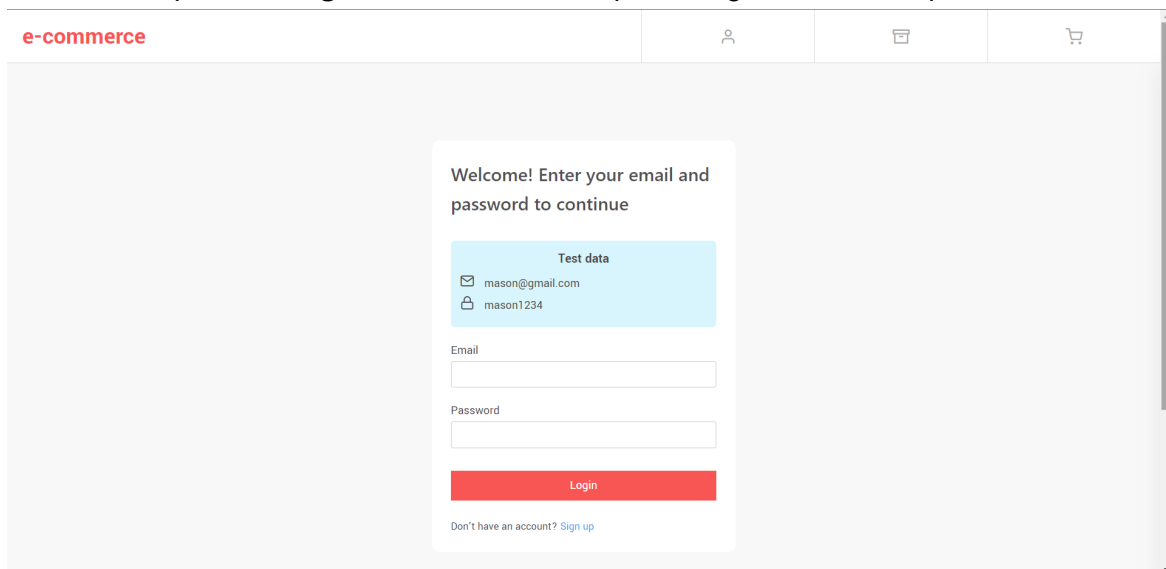 e-commerce
Welcome! Enter your email and
password to continue
Test data
mason@gmail.com
mason1234
Email
Password
Login
Don't have an account? Sign up